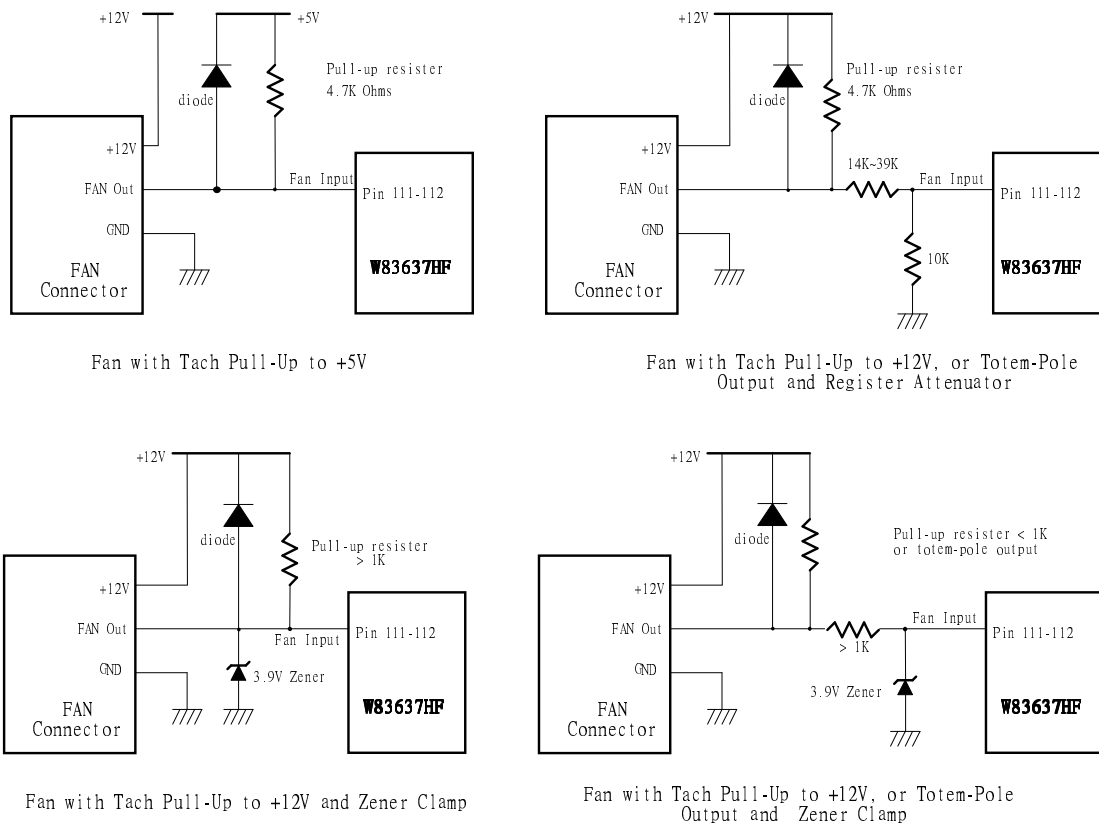 +12V
+5V
Pull-up resister
4.7K Ohms
diode
+12V
FAN Out
Fan Input
Pin 111-112
GND
FAN
Connector
W83637HF
Fan with Tach Pull-Up to +5V
+12V
Pull-up resister
4.7K Ohms
diode
+12V
14K~39K
FAN Out
Fan Input
Pin 111-112
GND
10K
FAN
Connector
W83637HF
Fan with Tach Pull-Up to +12V, or Totem-Pole
Output and Register Attenuator
+12V
diode
Pull-up resister
> 1K
+12V
FAN Out
Fan Input
Pin 111-112
GND
3.9V Zener
FAN
Connector
W83637HF
Fan with Tach Pull-Up to +12V and Zener Clamp
+12V
diode
Pull-up resister < 1K
or totem-pole output
+12V
FAN Out
Fan Input
Pin 111-112
> 1K
GND
3.9V Zener
FAN
Connector
W83637HF
Fan with Tach Pull-Up to +12V, or Totem-Pole
Output and Zener Clamp